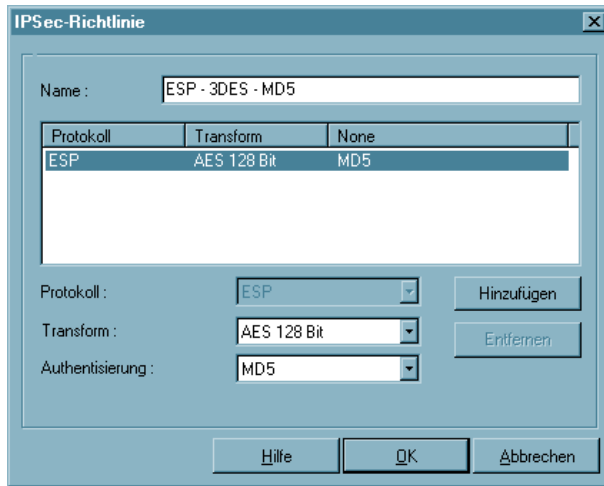 IPSec-Richtlinie
Name : ESP - 3DES - MD5
Protokoll Transform None
ESP AES 128 Bit MD5
Protokoll : ESP Hinzufügen
Transform : AES 128 Bit Entfernen
Authentisierung : MD5
Hilfe OK Abbrechen